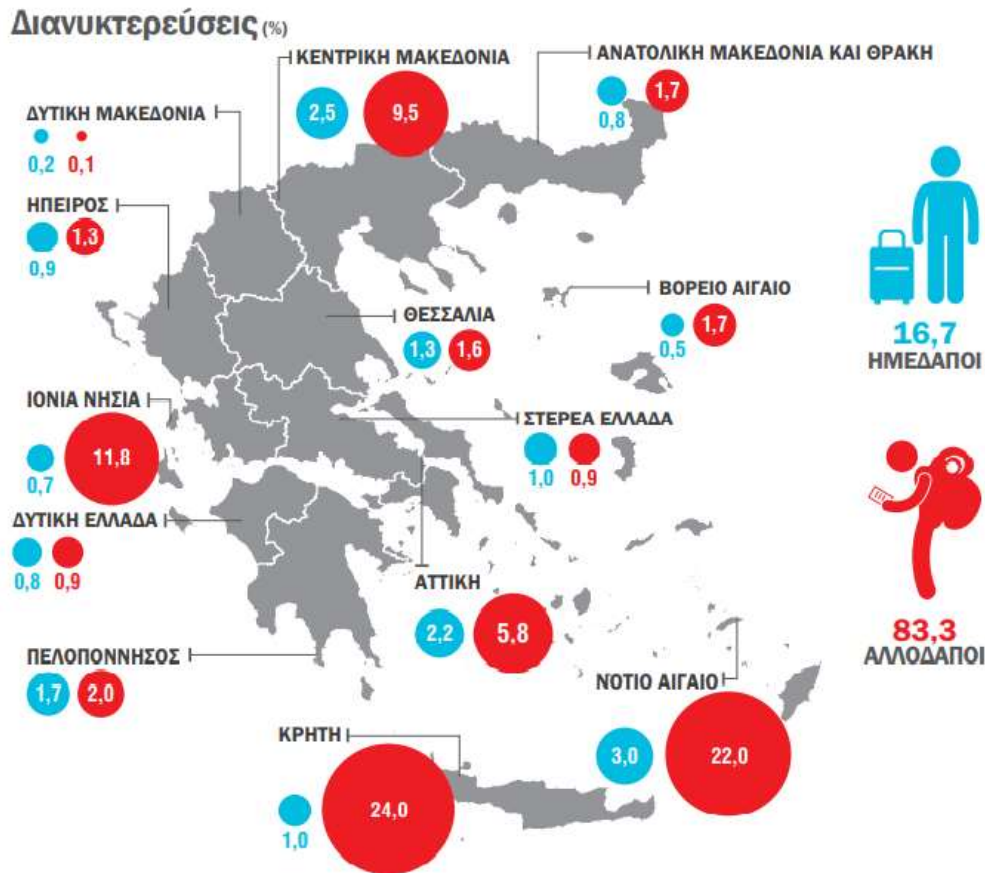 Διανυκτερεύσεις (%)
ΚΕΝΤΡΙΚΗ ΜΑΚΕΔΟΝΙΑ
2,5 9,5
ΑΝΑΤΟΛΙΚΗ ΜΑΚΕΔΟΝΙΑ ΚΑΙ ΘΡΑΚΗ
0,8 1,7
ΔΥΤΙΚΗ ΜΑΚΕΔΟΝΙΑ
0,2 0,1
ΗΠΕΙΡΟΣ
0,9 1,3
ΘΕΣΣΑΛΙΑ
1,3 1,6
ΒΟΡΕΙΟ ΑΙΓΑΙΟ
0,5 1,7
16,7
ΗΜΕΔΑΠΟΙ
ΙΟΝΙΑ ΝΗΣΙΑ
0,7 11,8
ΣΤΕΡΕΑ ΕΛΛΑΔΑ
1,0 0,9
ΔΥΤΙΚΗ ΕΛΛΑΔΑ
0,8 0,9
ΑΤΤΙΚΗ
2,2 5,8
83,3
ΑΛΛΟΔΑΠΟΙ
ΠΕΛΟΠΟΝΝΗΣΟΣ
1,7 2,0
ΝΌΤΙΟ ΑΙΓΑΙΟ
3,0 22,0
ΚΡΗΤΗ
1,0 24,0